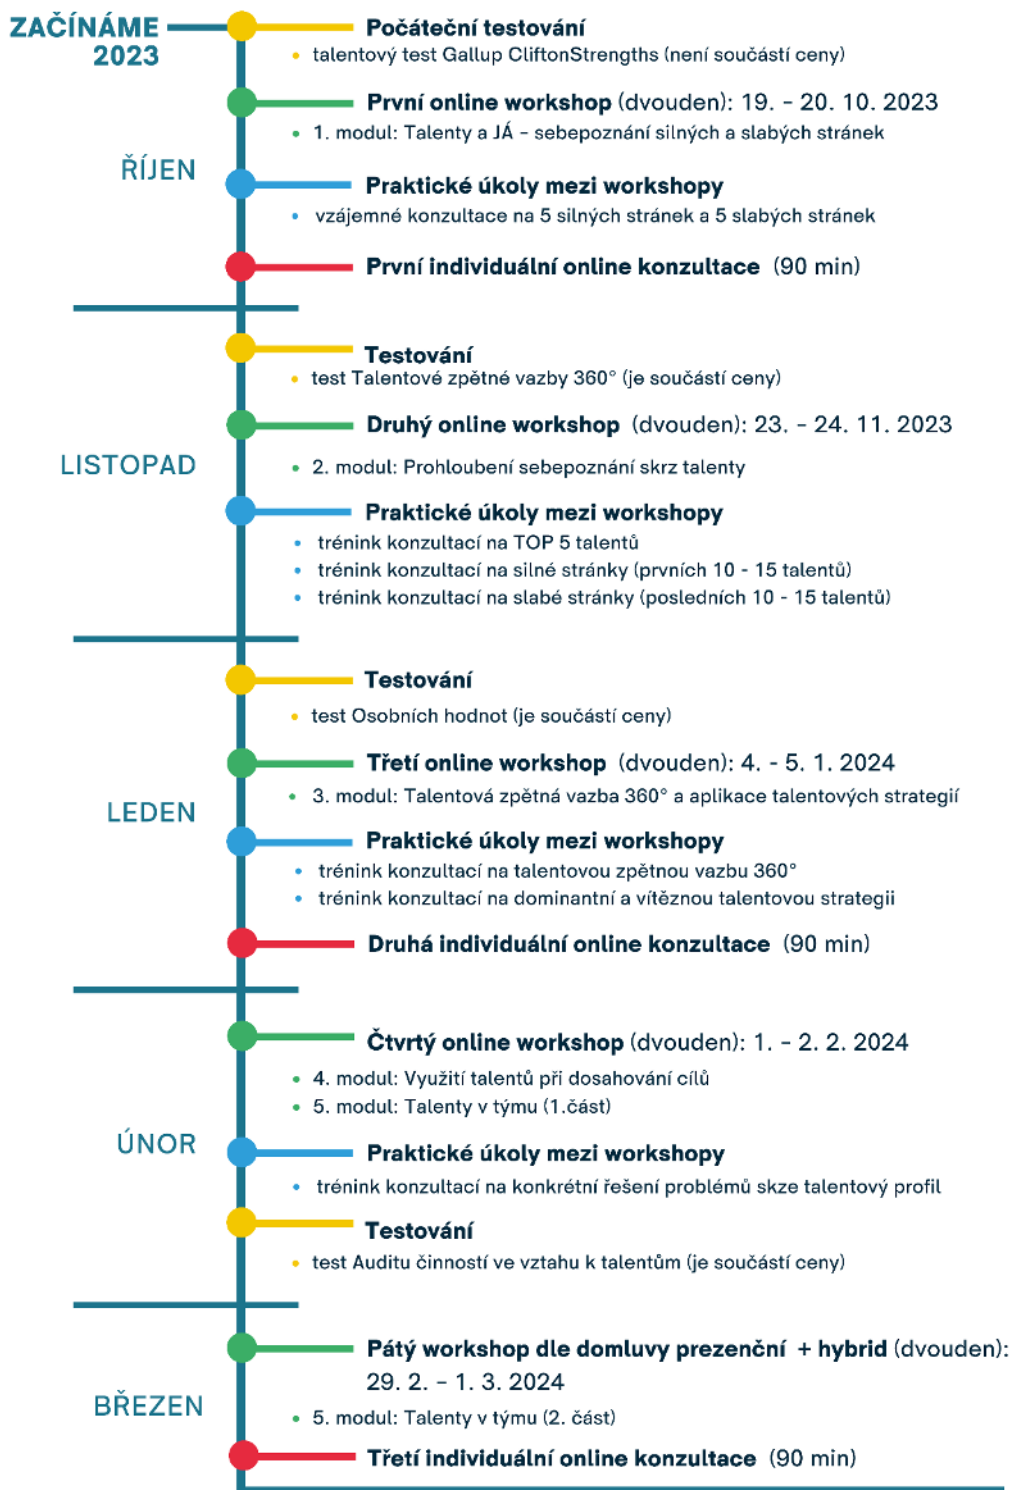 ZAČÍNÁME
2023
Počáteční testování
• talentový test Gallup CliftonStrengths (není součástí ceny)
První online workshop (dvouden): 19. - 20. 10. 2023
• 1. modul: Talenty a JÁ - sebepoznání silných a slabých stránek
ŘÍJEN
Praktické úkoly mezi workshopy
• vzájemné konzultace na 5 silných stránek a 5 slabých stránek
První individuální online konzultace (90 min)
Testování
• test Talentové zpětné vazby 360° (je součástí ceny)
Druhý online workshop (dvouden): 23. - 24. 11. 2023
LISTOPAD
• 2. modul: Prohloubení sebepoznání skrz talenty
Praktické úkoly mezi workshopy
• trénink konzultací na TOP 5 talentů
• trénink konzultací na silné stránky (prvních 10 - 15 talentů)
• trénink konzultací na slabé stránky (posledních 10 - 15 talentů)
Testování
• test Osobních hodnot (je součástí ceny)
Třetí online workshop (dvouden): 4. - 5. 1. 2024
• 3. modul: Talentová zpětná vazba 360° a aplikace talentových strategií
LEDEN
Praktické úkoly mezi workshopy
• trénink konzultací na talentovou zpětnou vazbu 360°
• trénink konzultací na dominantní a vítěznou talentovou strategii
Druhá individuální online konzultace (90 min)
Čtvrtý online workshop (dvouden): 1. - 2. 2. 2024
• 4. modul: Využití talentů při dosahování cílů
• 5. modul: Talenty v týmu (1.část)
ÚNOR
Praktické úkoly mezi workshopy
• trénink konzultací na konkrétní řešení problémů skze talentový profil
Testování
• test Auditu činností ve vztahu k talentům (je součástí ceny)
Pátý workshop dle domluvy prezenční + hybrid (dvouden):
29. 2. - 1. 3. 2024
BŘEZEN
• 5. modul: Talenty v týmu (2. část)
Třetí individuální online konzultace (90 min)